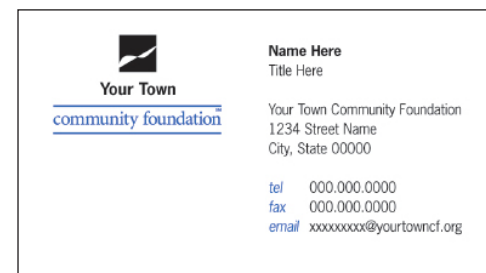 Your Town
community foundation™
Name Here
Title Here
Your Town Community Foundation
1234 Street Name
City, State 00000
tel 000.000.0000
fax 000.000.0000
email xxxxxxxxx@yourtowncf.org